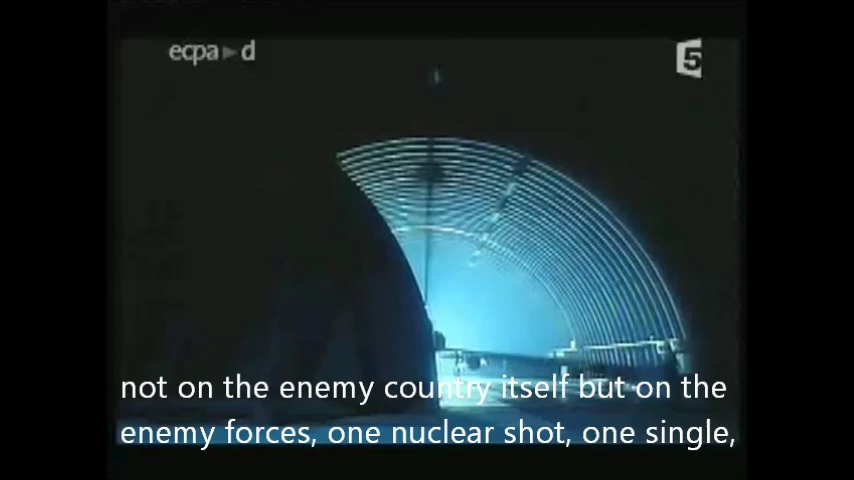 ecpa d
5
not on the enemy country itself but on the
enemy forces, one nuclear shot, one single,